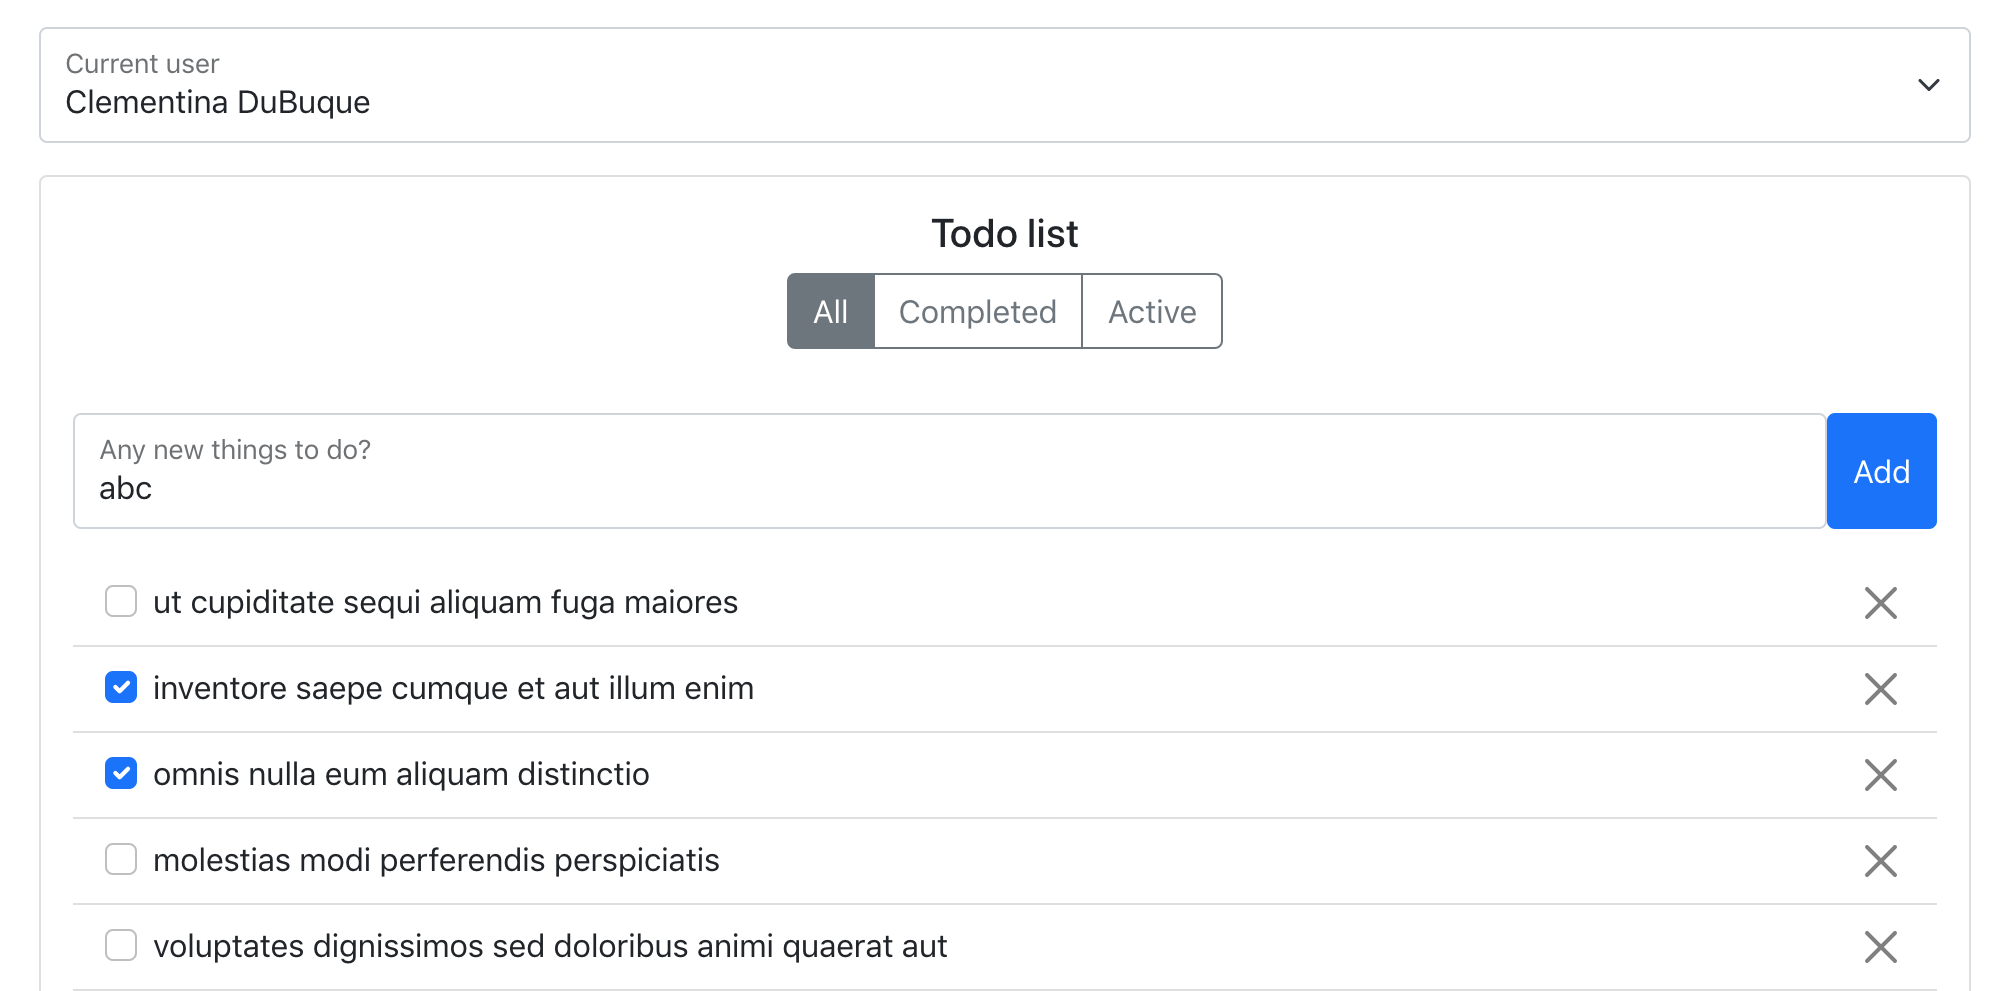 Current user
Clementina DuBuque
Todo list
All Completed Active
Any new things to do?
abc
Add
ut cupiditate sequi aliquam fuga maiores
inventore saepe cumque et aut illum enim
omnis nulla eum aliquam distinctio
molestias modi perferendis perspiciatis
voluptates dignissimos sed doloribus animi quaerat aut